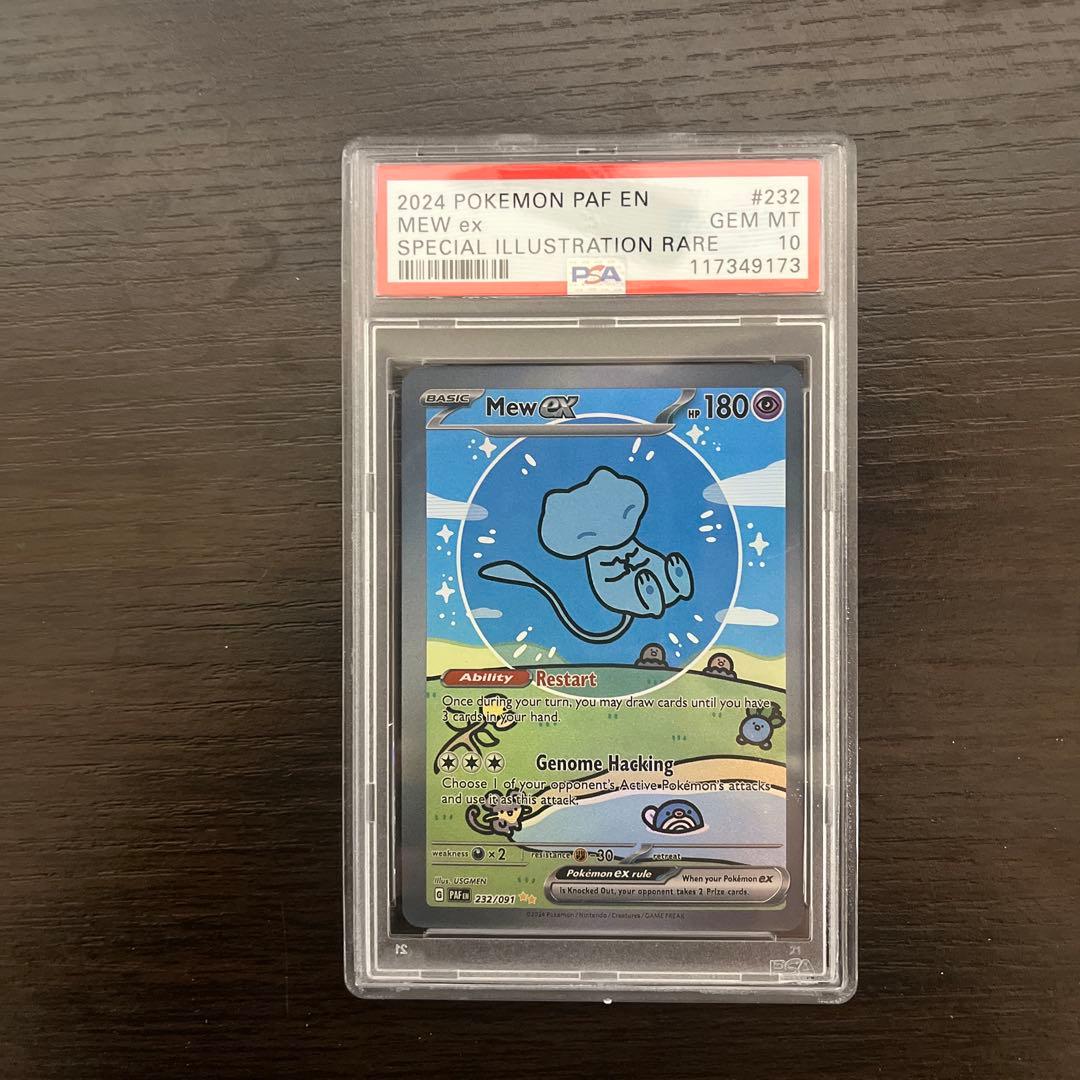 2024 POKEMON PAF EN #232
MEW ex GEM MT
SPECIAL ILLUSTRATION RARE 10
PSA 117349173
BASIC Mew ex HP 180
Ability Restart
Once during your turn, you may draw cards until you have
3 cards in your hand.
Genome Hacking
Choose 1 of your opponent's Active Pokémon's attacks
and use it as this attack.
weakness ×2 resistance -30 retreat
Pokémon ex rule When your Pokémon ex
is Knocked Out, your opponent takes 2 Prize cards.
Illus. USGMEN
G PAF EN 232/091
©2024 Pokémon / Nintendo / Creatures / GAME FREAK
PSA